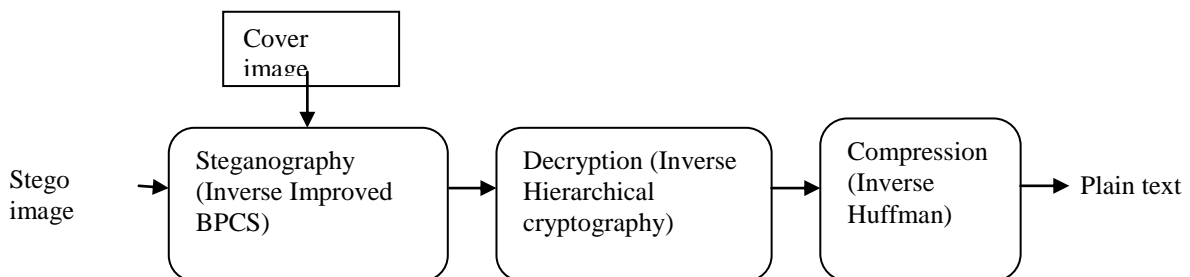 Cover
image
Stego
image
Steganography
(Inverse Improved
BPCS)
Decryption (Inverse
Hierarchical
cryptography)
Compression
(Inverse
Huffman)
Plain text